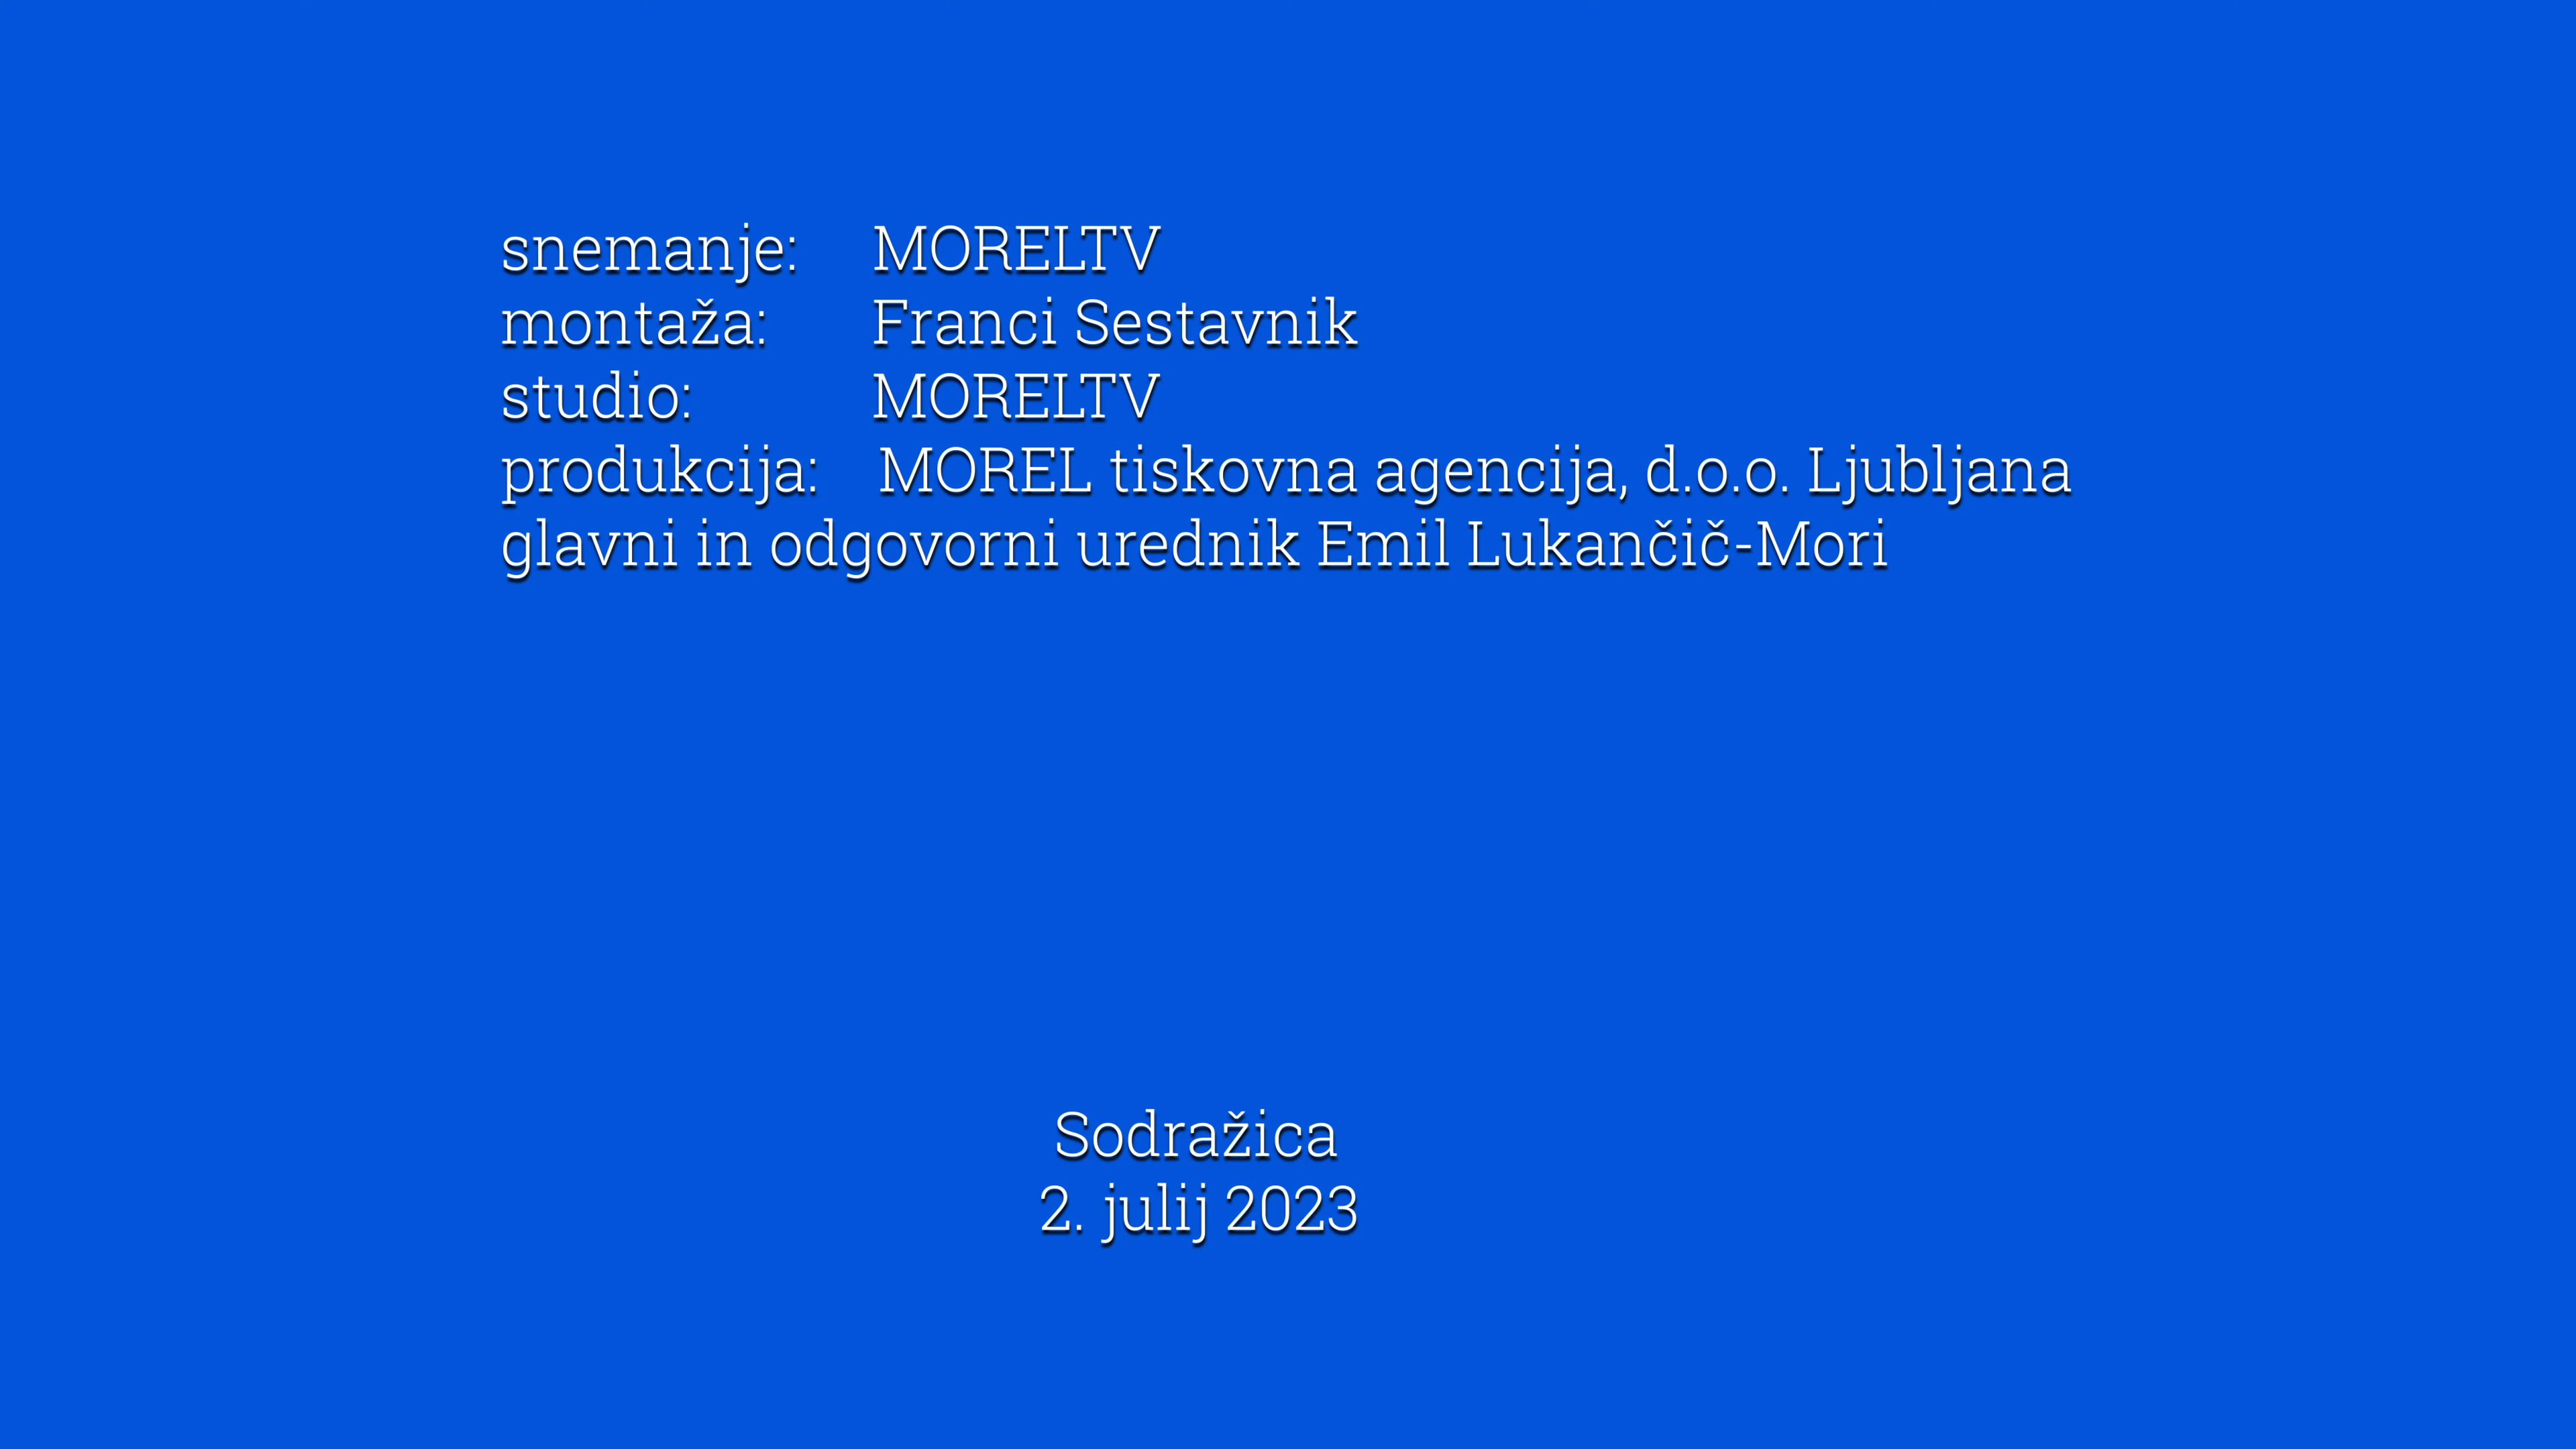 snemanje: MORELTV
montaža: Franci Sestavnik
studio: MORELTV
produkcija: MOREL tiskovna agencija, d.o.o. Ljubljana
glavni in odgovorni urednik Emil Lukančič-Mori
Sodražica
2. julij 2023